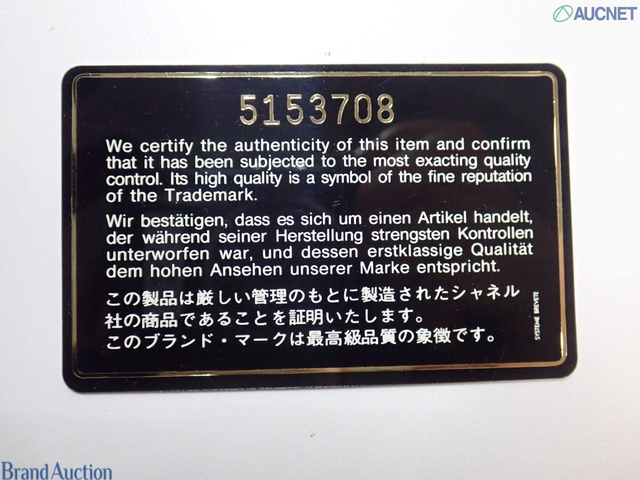 AUCNET
5153708
We certify the authenticity of this item and confirm
that it has been subjected to the most exacting quality
control. Its high quality is a symbol of the fine reputation
of the Trademark.
Wir bestätigen, dass es sich um einen Artikel handelt,
der während seiner Herstellung strengsten Kontrollen
unterworfen war, und dessen erstklassige Qualität
dem hohen Ansehen unserer Marke entspricht.
この製品は厳しい管理のもとに製造されたシャネル
社の商品であることを証明いたします。
このブランド・マークは最高級品質の象徴です。
SYSTEME BREVETE
Brand Auction